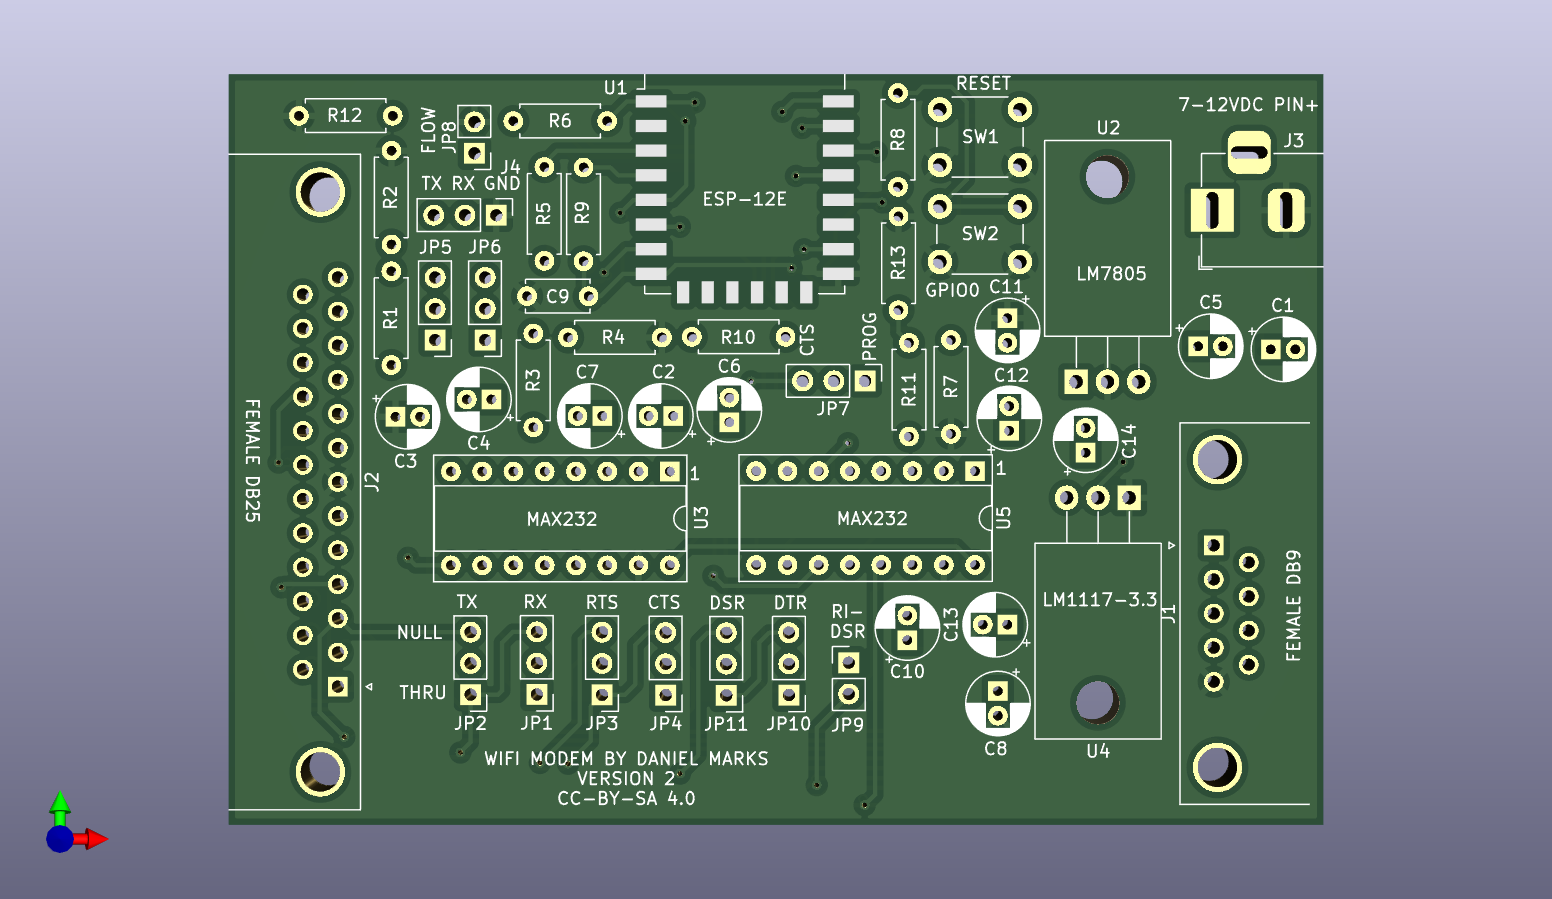 RESET
U1
7-12VDC PIN+
R12
FLOW
JP8
R6
R8
SW1
U2
J3
J4
TX RX GND
R2
R5
R9
ESP-12E
SW2
JP5
JP6
R13
LM7805
GPIO0
C9
C11
C5
C1
R1
R4
R10
CTS
PROG
C6
R3
C7
C2
C12
R11
R7
JP7
C3
C4
C14
FEMALE DB25
J2
1
1
MAX232
U3
MAX232
U5
FEMALE DB9
LM1117-3.3
J1
TX
RX
RTS
CTS
DSR
DTR
RI-
DSR
C13
NULL
C10
THRU
JP2
JP1
JP3
JP4
JP11
JP10
JP9
C8
U4
WIFI MODEM BY DANIEL MARKS
VERSION 2
CC-BY-SA 4.0